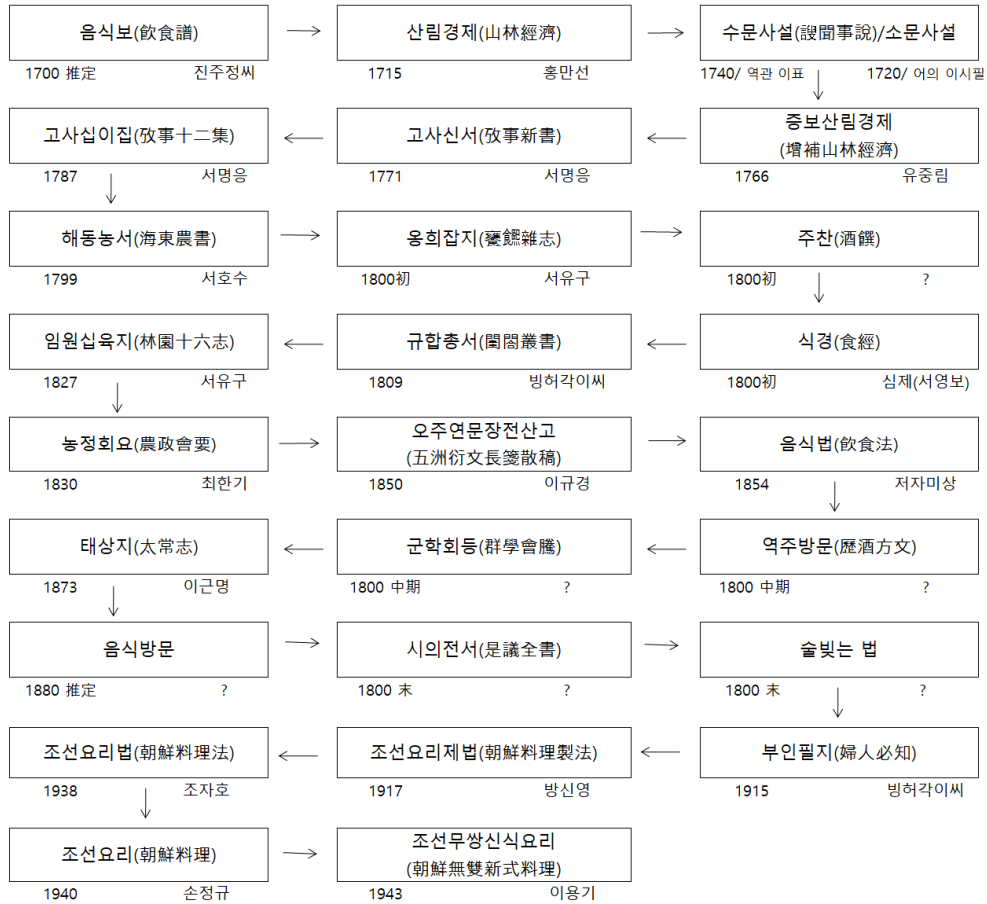 음식보(飮食譜)
1700 推定 진주정씨
산림경제(山林經濟)
1715 홍만선
수문사설(謏聞事說)/소문사설
1740/ 역관 이표 1720/ 어의 이시필
증보산림경제
(增補山林經濟)
1766 유중림
고사신서(攷事新書)
1771 서명응
고사십이집(攷事十二集)
1787 서명응
해동농서(海東農書)
1799 서호수
옹희잡지(饔𩟄雜志)
1800初 서유구
주찬(酒饌)
1800初 ?
식경(食經)
1800初 심제(서영보)
규합총서(閨閤叢書)
1809 빙허각이씨
임원십육지(林園十六志)
1827 서유구
농정회요(農政會要)
1830 최한기
오주연문장전산고
(五洲衍文長箋散稿)
1850 이규경
음식법(飮食法)
1854 저자미상
역주방문(歷酒方文)
1800 中期 ?
군학회등(群學會騰)
1800 中期 ?
태상지(太常志)
1873 이근명
음식방문
1880 推定 ?
시의전서(是議全書)
1800 末 ?
술빚는 법
1800 末 ?
부인필지(婦人必知)
1915 빙허각이씨
조선요리제법(朝鮮料理製法)
1917 방신영
조선요리법(朝鮮料理法)
1938 조자호
조선요리(朝鮮料理)
1940 손정규
조선무쌍신식요리
(朝鮮無雙新式料理)
1943 이용기